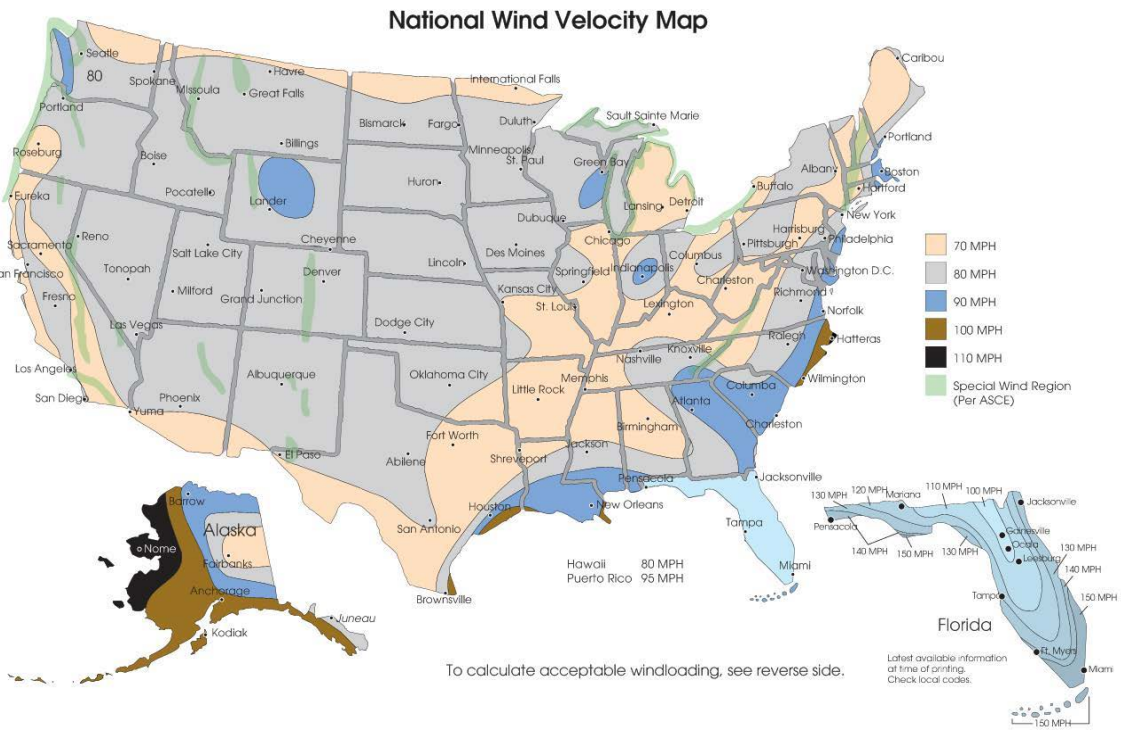 National Wind Velocity Map
Seattle
80
Spokane
Missoula
Havre
Great Falls
International Falls
Caribou
Portland
Bismarck
Fargo
Duluth
Sault Sainte Marie
Portland
Roseburg
Boise
Billings
Minneapolis/
St. Paul
Green Bay
Albany
Boston
Pocatello
Huron
Buffalo
Hartford
Eureka
Lander
Lansing
Detroit
New York
Dubuque
Sacramento
Reno
Salt Lake City
Cheyenne
Des Moines
Chicago
Harrisburg
Philadelphia
Pittsburgh
70 MPH
an Francisco
Tonopah
Denver
Lincoln
Springfield
Indianapolis
Columbus
Washington D.C.
80 MPH
Fresno
Milford
Grand Junction
Kansas City
Charleston
Richmond
St. Louis
Lexington
90 MPH
Las Vegas
Dodge City
Norfolk
100 MPH
Nashville
Knoxville
Raleigh
Hatteras
110 MPH
Los Angeles
Albuquerque
Oklahoma City
Memphis
Columba
Wilmington
Special Wind Region
(Per ASCE)
San Diego
Phoenix
Little Rock
Atlanta
Yuma
Birmingham
Charleston
Fort Worth
Jackson
El Paso
Abilene
Shreveport
Pensacola
Jacksonville
Barrow
Houston
New Orleans
Alaska
San Antonio
Tampa
Nome
Fairbanks
Hawaii 80 MPH
Puerto Rico 95 MPH
Miami
Anchorage
Brownsville
Juneau
Kodiak
To calculate acceptable windloading, see reverse side.
130 MPH
120 MPH
Mariana
110 MPH
100 MPH
Jacksonville
Pensacola
140 MPH
150 MPH
130 MPH
Gainesville
Ocala
Leesburg
130 MPH
140 MPH
150 MPH
Tampa
Florida
Latest available information
at time of printing.
Check local codes.
Ft. Myers
Miami
150 MPH